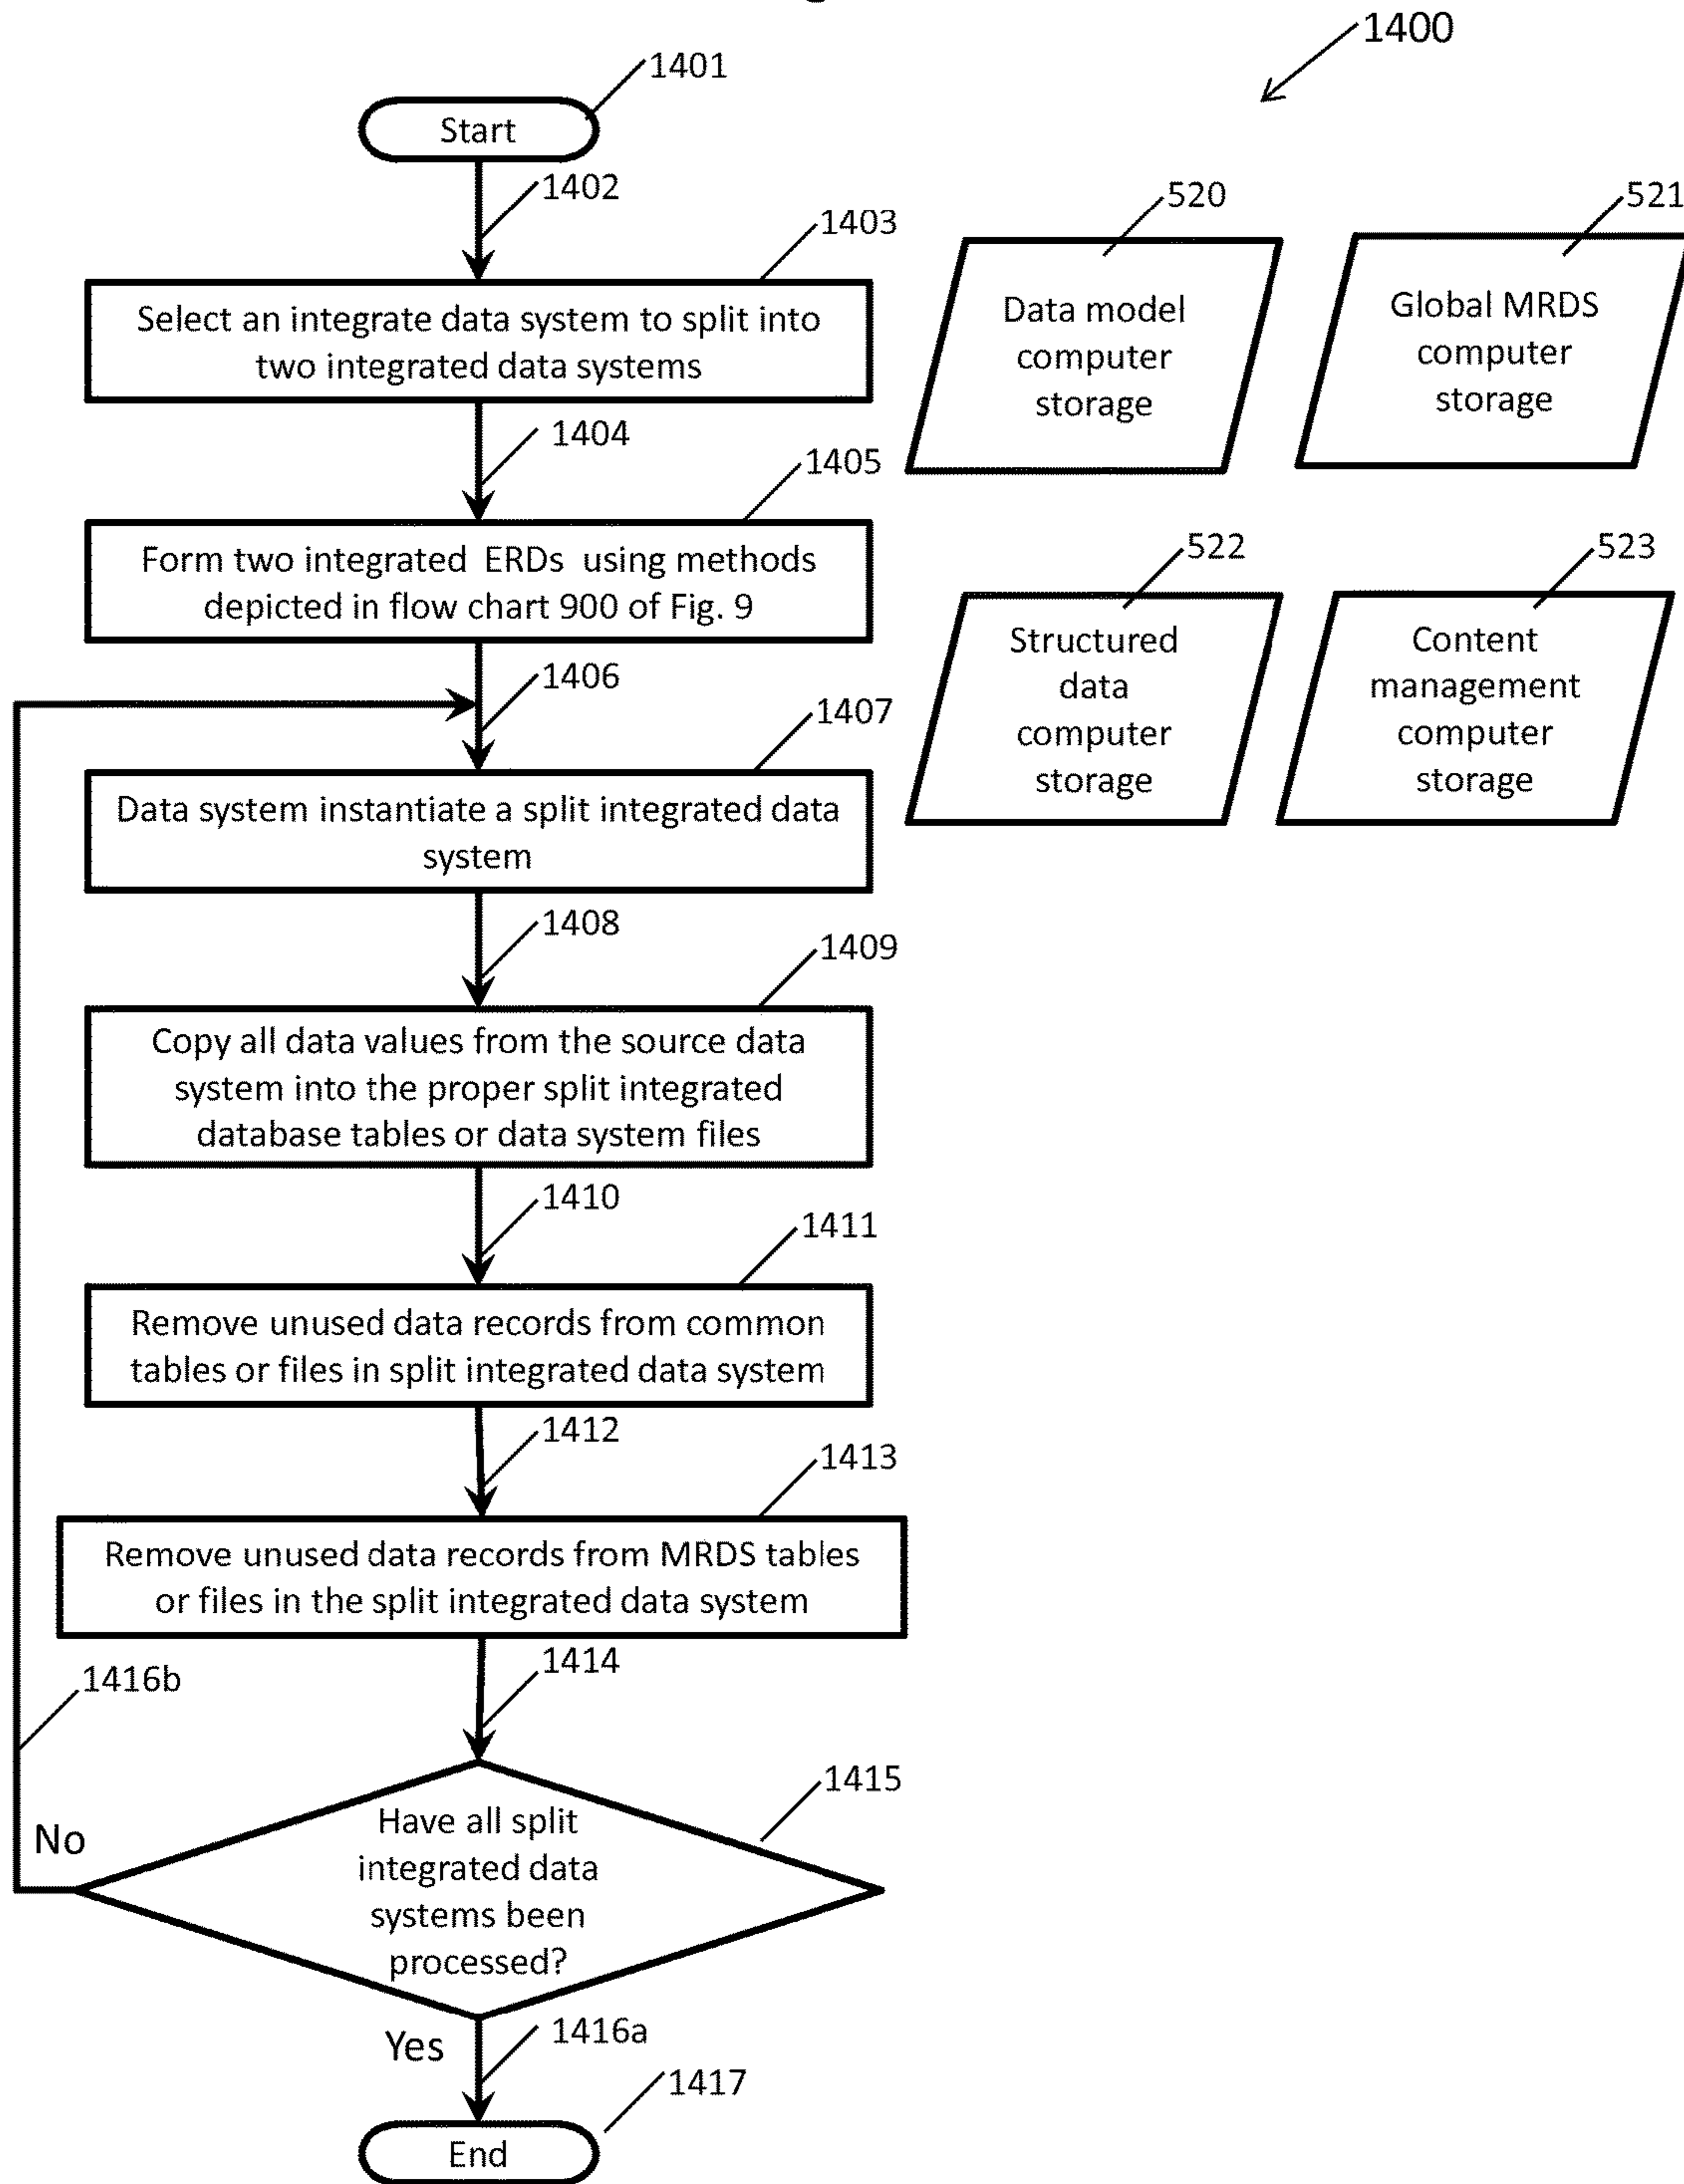 1400
1401
Start
1402
1403
Select an integrate data system to split into
two integrated data systems
520
Data model
computer
storage
521
Global MRDS
computer
storage
1404
1405
Form two integrated ERDs using methods
depicted in flow chart 900 of Fig. 9
522
Structured
data
computer
storage
523
Content
management
computer
storage
1406
1407
Data system instantiate a split integrated data
system
1408
1409
Copy all data values from the source data
system into the proper split integrated
database tables or data system files
1410
1411
Remove unused data records from common
tables or files in split integrated data system
1412
1413
Remove unused data records from MRDS tables
or files in the split integrated data system
1414
1416b
1415
No
Have all split
integrated data
systems been
processed?
Yes
1416a
1417
End